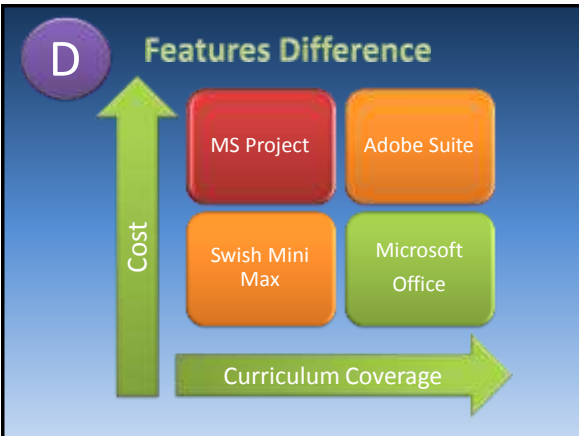 D
Features Difference
MS Project
Adobe Suite
Cost
Swish Mini
Max
Microsoft
Office
Curriculum Coverage